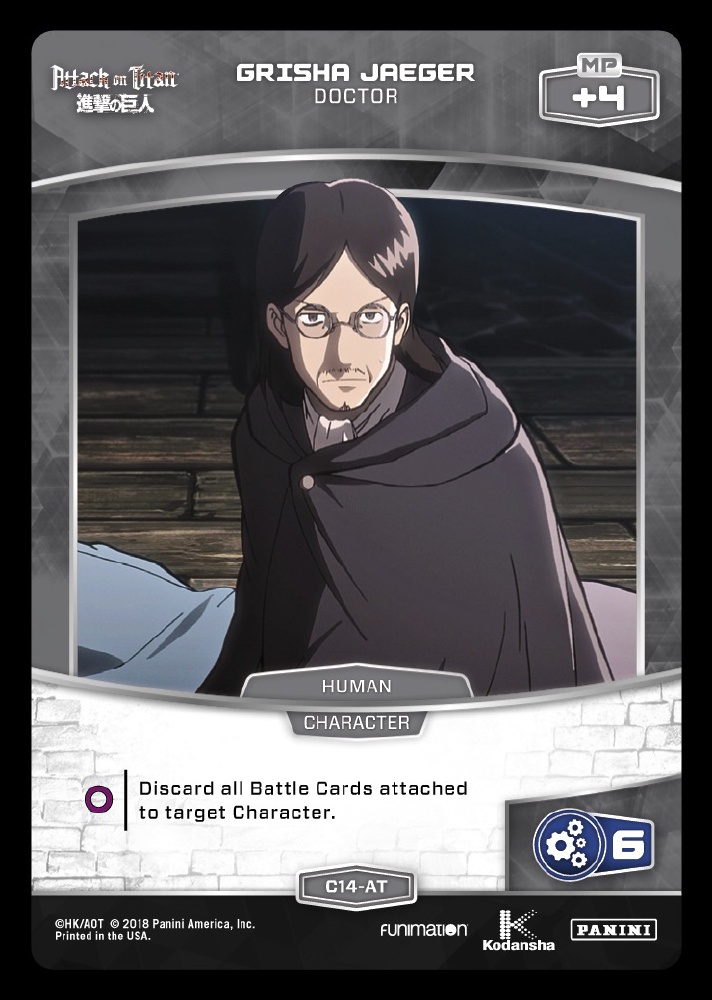 Attack on Titan
進撃の巨人
GRISHA JAEGER
DOCTOR
MP
+4
HUMAN
CHARACTER
Discard all Battle Cards attached
to target Character.
6
C14-AT
©HK/AOT © 2018 Panini America, Inc.
Printed in the USA.
FUNIMATION
K
Kodansha
PANINI